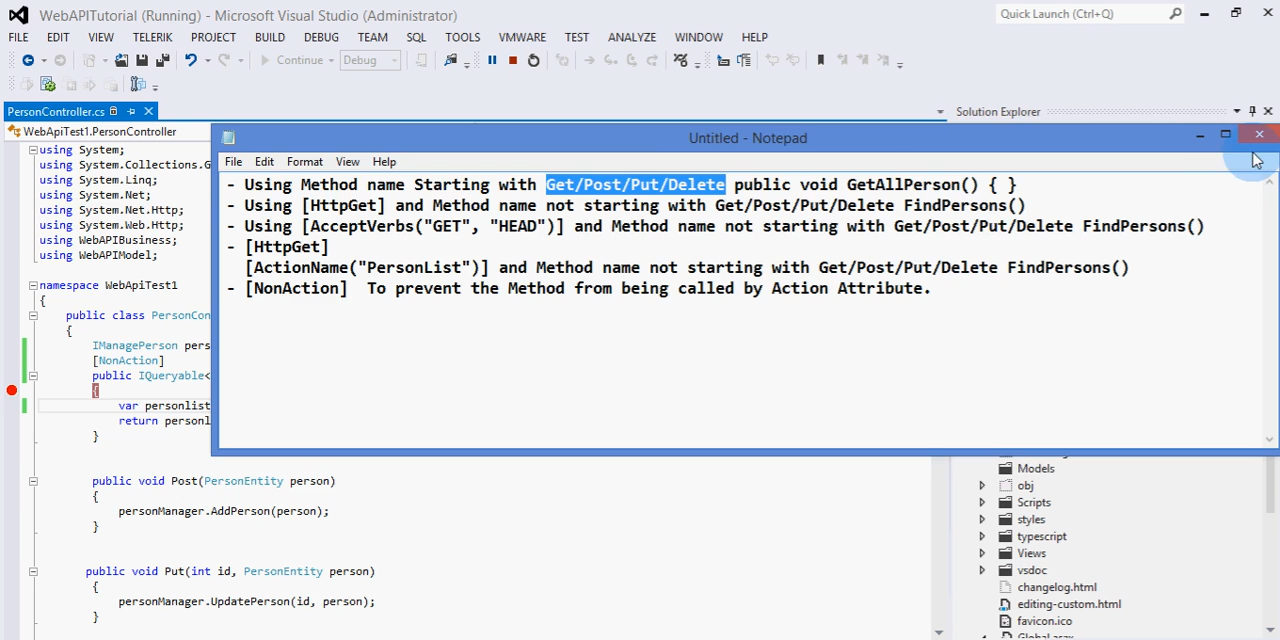 WebAPITutorial (Running) - Microsoft Visual Studio (Administrator)
Quick Launch (Ctrl+Q)
FILE EDIT VIEW TELERIK PROJECT BUILD DEBUG TEAM SQL TOOLS VMWARE TEST ANALYZE WINDOW HELP
Continue Debug
PersonController.cs
Solution Explorer
WebApiTest1.PersonController
Untitled - Notepad
File Edit Format View Help
- Using Method name Starting with Get/Post/Put/Delete public void GetAllPerson() { }
- Using [HttpGet] and Method name not starting with Get/Post/Put/Delete FindPersons()
- Using [AcceptVerbs("GET", "HEAD")] and Method name not starting with Get/Post/Put/Delete FindPersons()
- [HttpGet]
[ActionName("PersonList")] and Method name not starting with Get/Post/Put/Delete FindPersons()
- [NonAction]  To prevent the Method from being called by Action Attribute.
using System;
using System.Collections.G
using System.Linq;
using System.Net;
using System.Net.Http;
using System.Web.Http;
using WebAPIBusiness;
using WebAPIModel;
namespace WebApiTest1
{
public class PersonCon
{
IManagePerson pers
[NonAction]
public IQueryable<
{
var personlist
return personl
}
public void Post(PersonEntity person)
{
personManager.AddPerson(person);
}
public void Put(int id, PersonEntity person)
{
personManager.UpdatePerson(id, person);
}
Models
obj
Scripts
styles
typescript
Views
vsdoc
changelog.html
editing-custom.html
favicon.ico
Global.asax